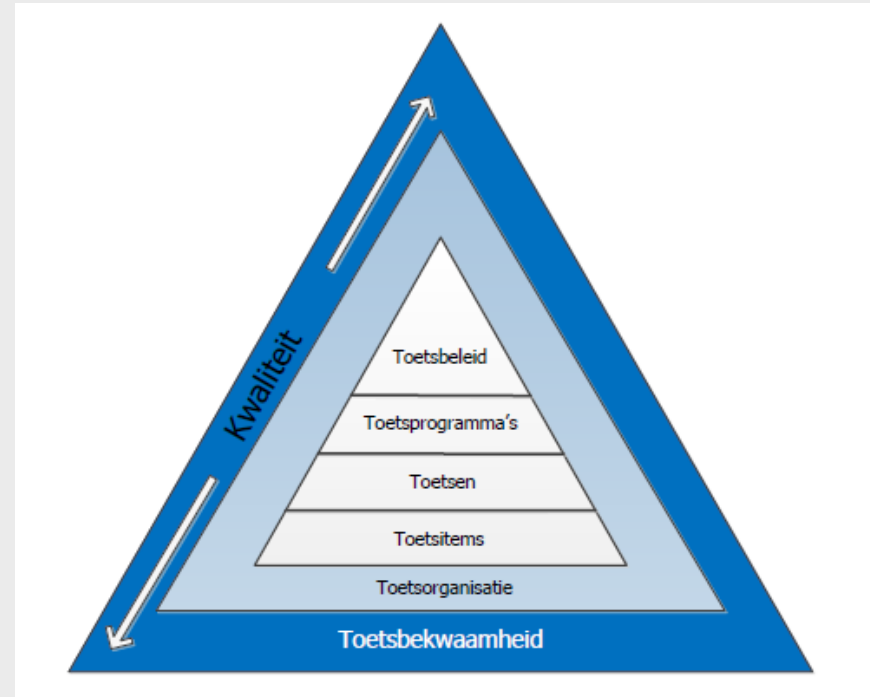 Kwaliteit
Toetsbeleid
Toetsprogramma's
Toetsen
Toetsitems
Toetsorganisatie
Toetsbekwaamheid